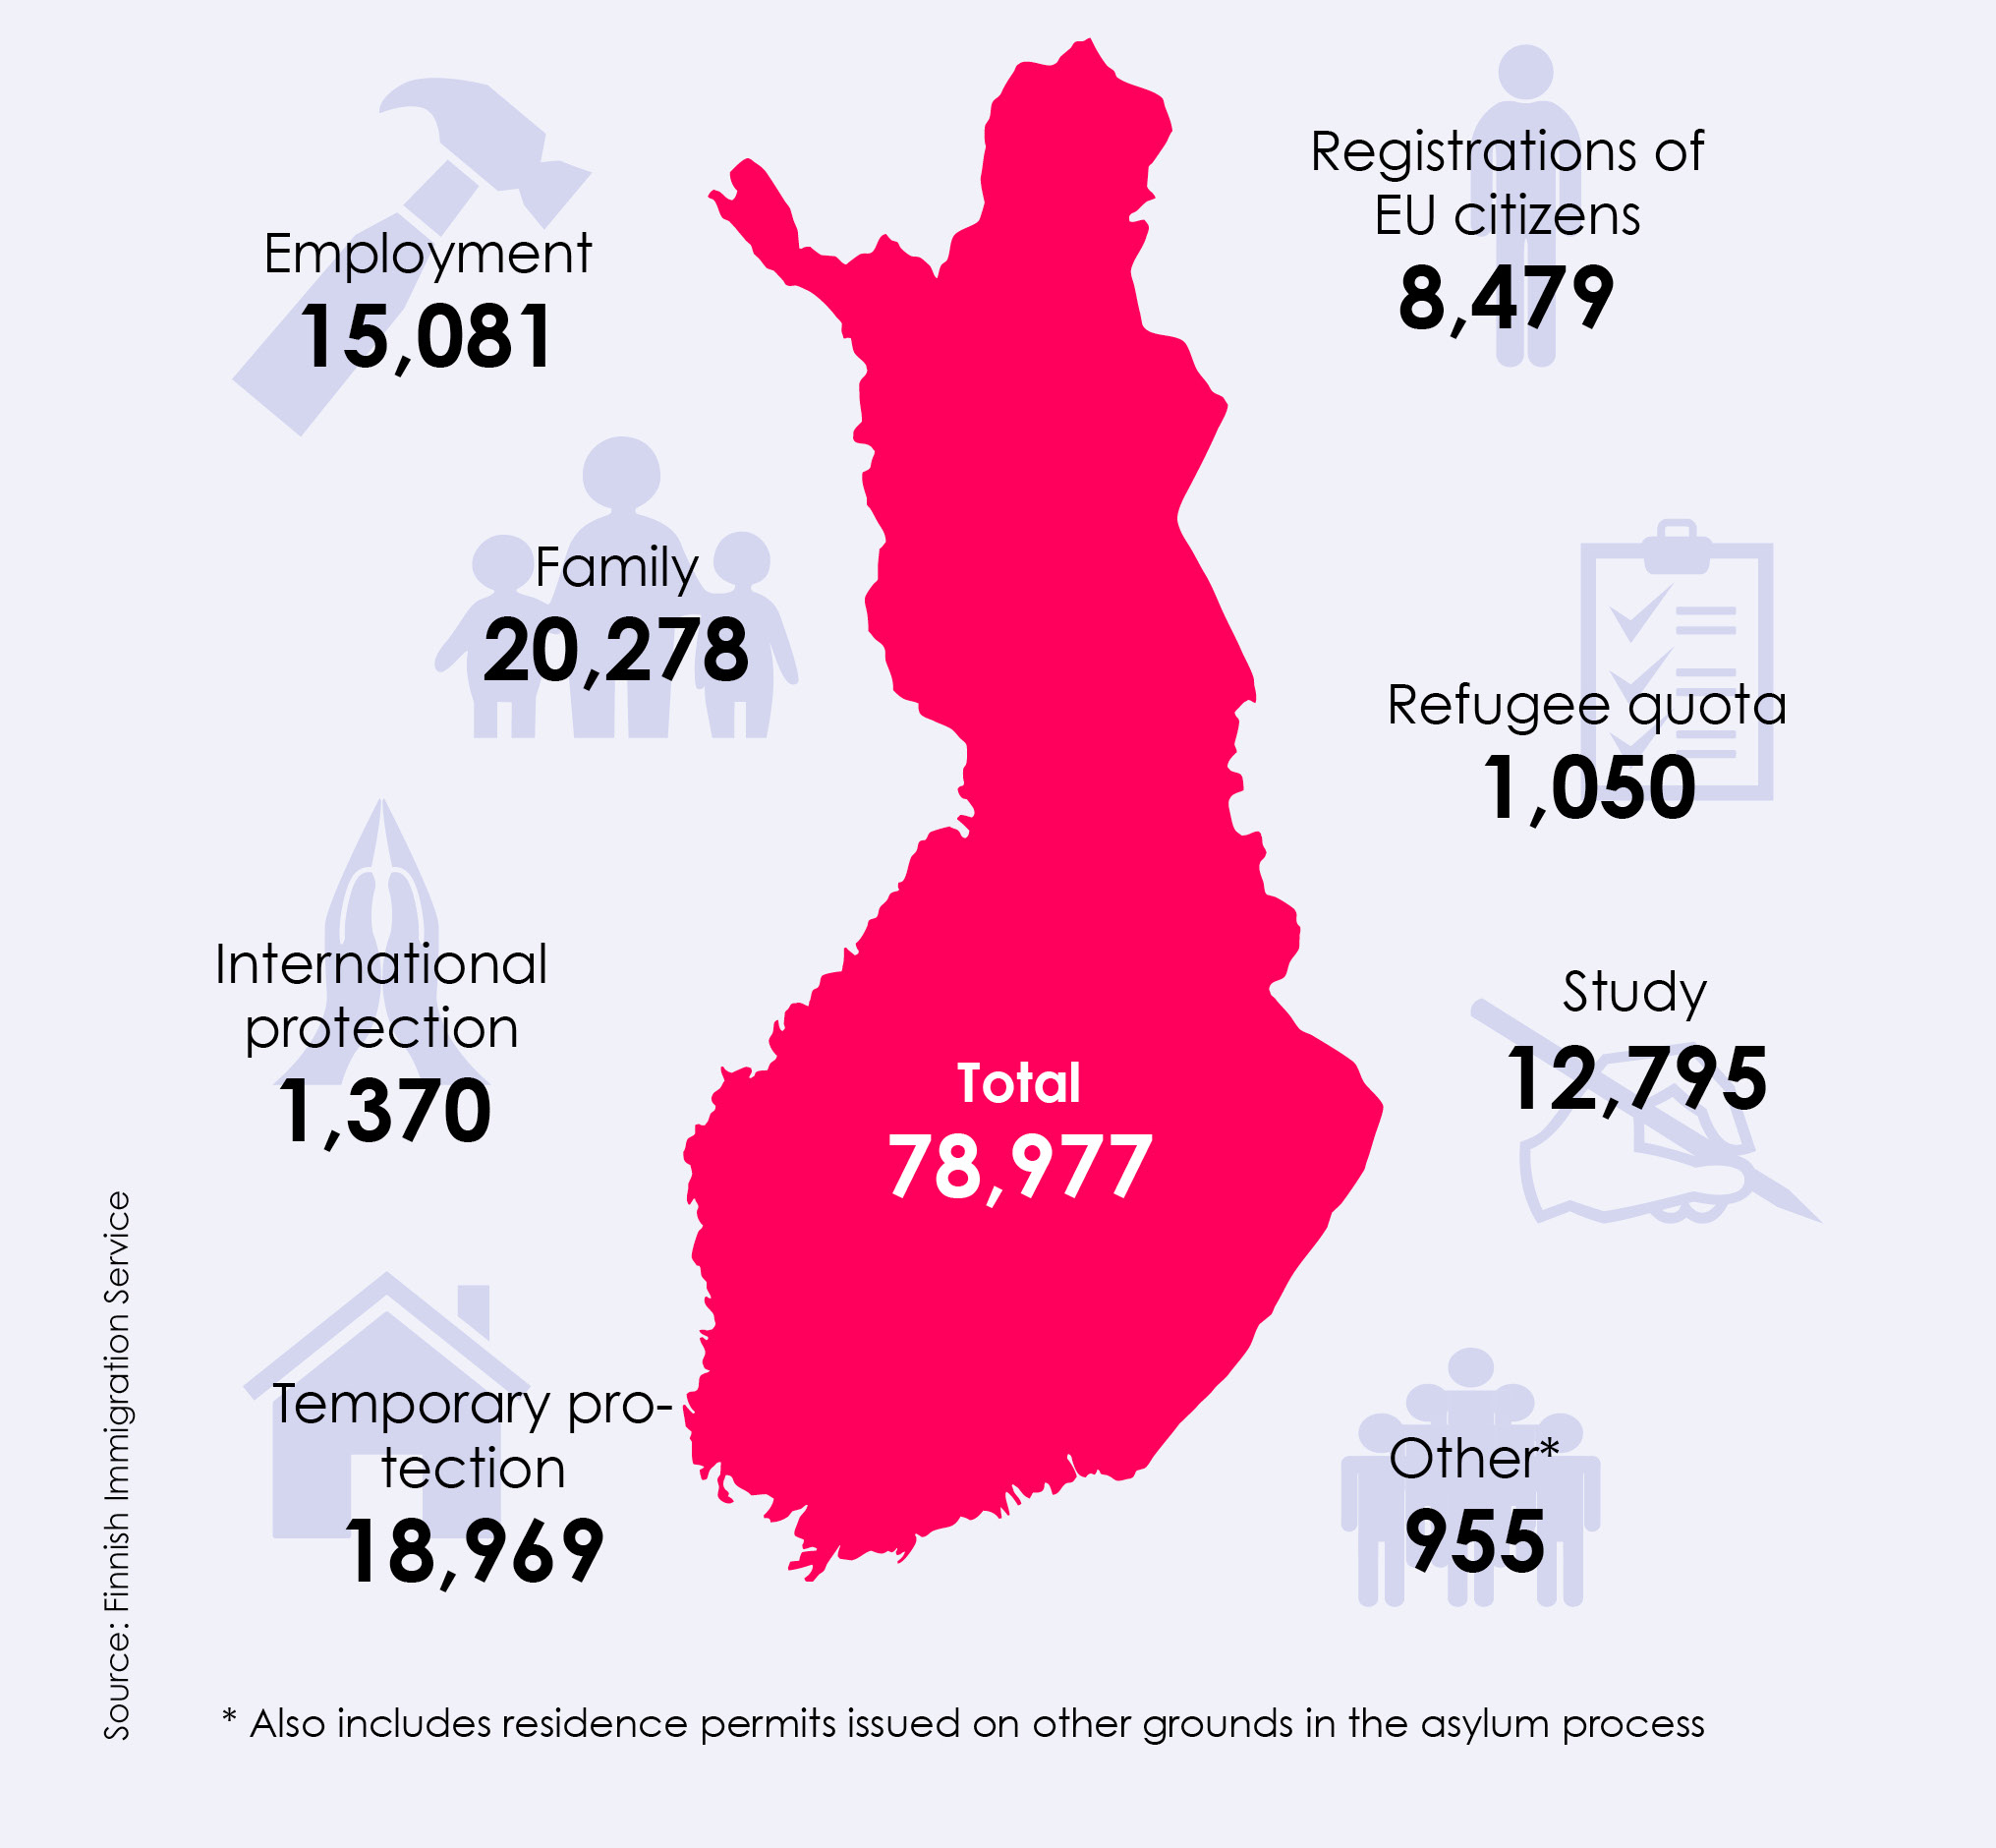 Employment
15,081
Family
20,278
International
protection
1,370
Temporary pro-
tection
18,969
Total
78,977
Registrations of
EU citizens
8,479
Refugee quota
1,050
Study
12,795
Other*
955
Source: Finnish Immigration Service
* Also includes residence permits issued on other grounds in the asylum process